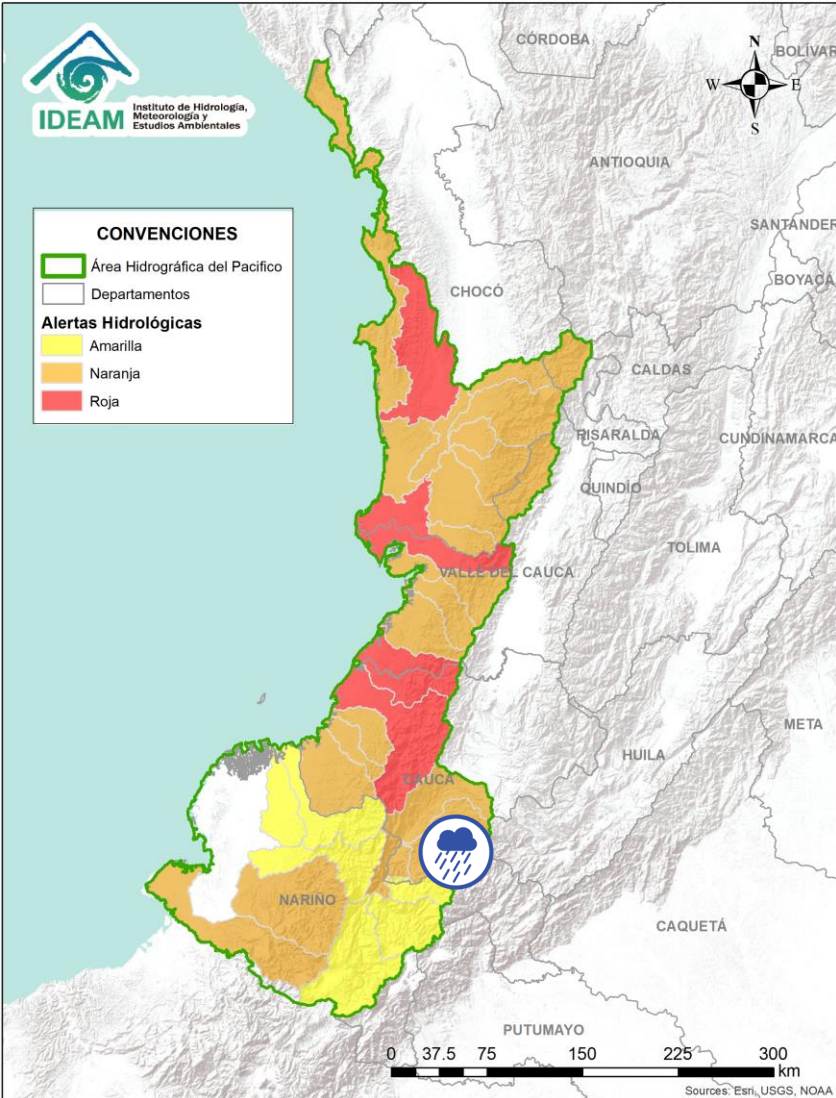 IDEAM
Instituto de Hidrología,
Meteorología y
Estudios Ambientales
CÓRDOBA
BOLÍVAR
N
W
E
S
ANTIOQUIA
SANTANDER
BOYACÁ
CONVENCIONES
Área Hidrográfica del Pacifico
Departamentos
Alertas Hidrológicas
Amarilla
Naranja
Roja
CHOCÓ
CALDAS
RISARALDA
CUNDINAMARCA
QUINDÍO
TOLIMA
VALLE DEL CAUCA
META
HUILA
CAUCA
NARIÑO
CAQUETÁ
PUTUMAYO
0 37.5 75 150 225 300
km
Sources: Esri, USGS, NOAA